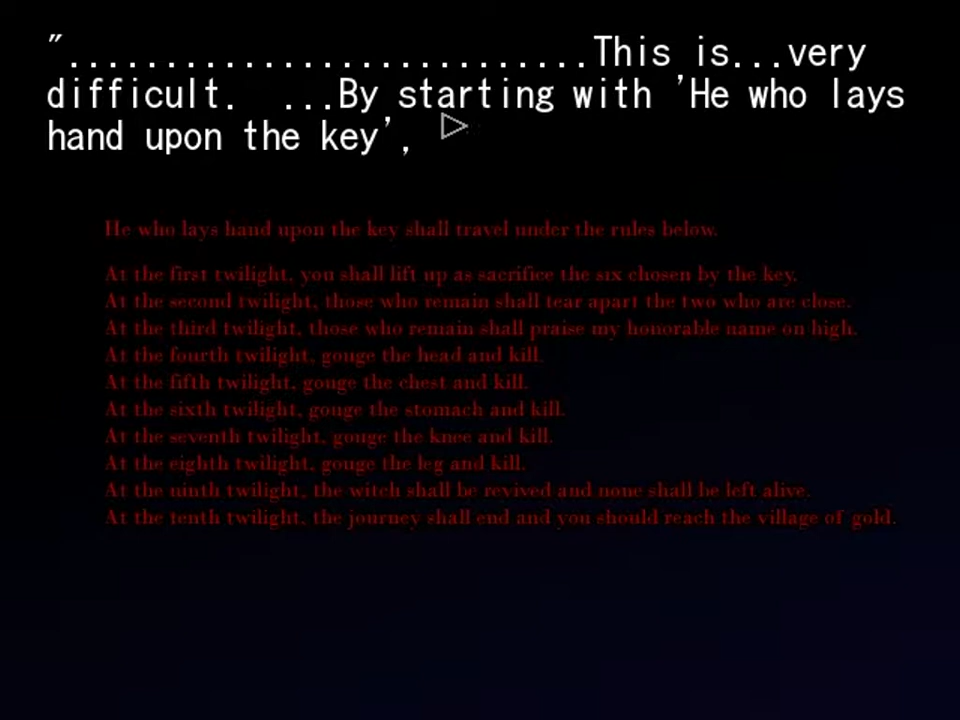 "...........................This is...very
difficult.  ...By starting with 'He who lays
hand upon the key',
He who lays hand upon the key shall travel under the rules below.
At the first twilight, you shall lift up as sacrifice the six chosen by the key.
At the second twilight, those who remain shall tear apart the two who are close.
At the third twilight, those who remain shall praise my honorable name on high.
At the fourth twilight, gouge the head and kill.
At the fifth twilight, gouge the chest and kill.
At the sixth twilight, gouge the stomach and kill.
At the seventh twilight, gouge the knee and kill.
At the eighth twilight, gouge the leg and kill.
At the ninth twilight, the witch shall be revived and none shall be left alive.
At the tenth twilight, the journey shall end and you should reach the village of gold.